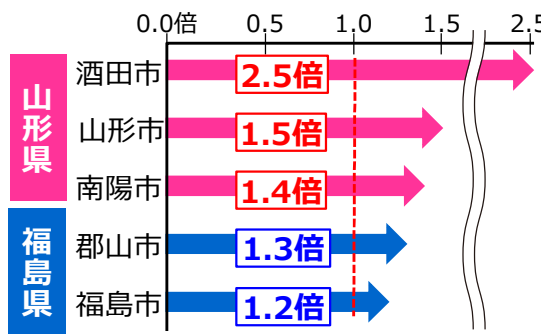 0.0倍 0.5 1.0 1.5 2.5
山形県
酒田市 2.5倍
山形市 1.5倍
南陽市 1.4倍
福島県
郡山市 1.3倍
福島市 1.2倍